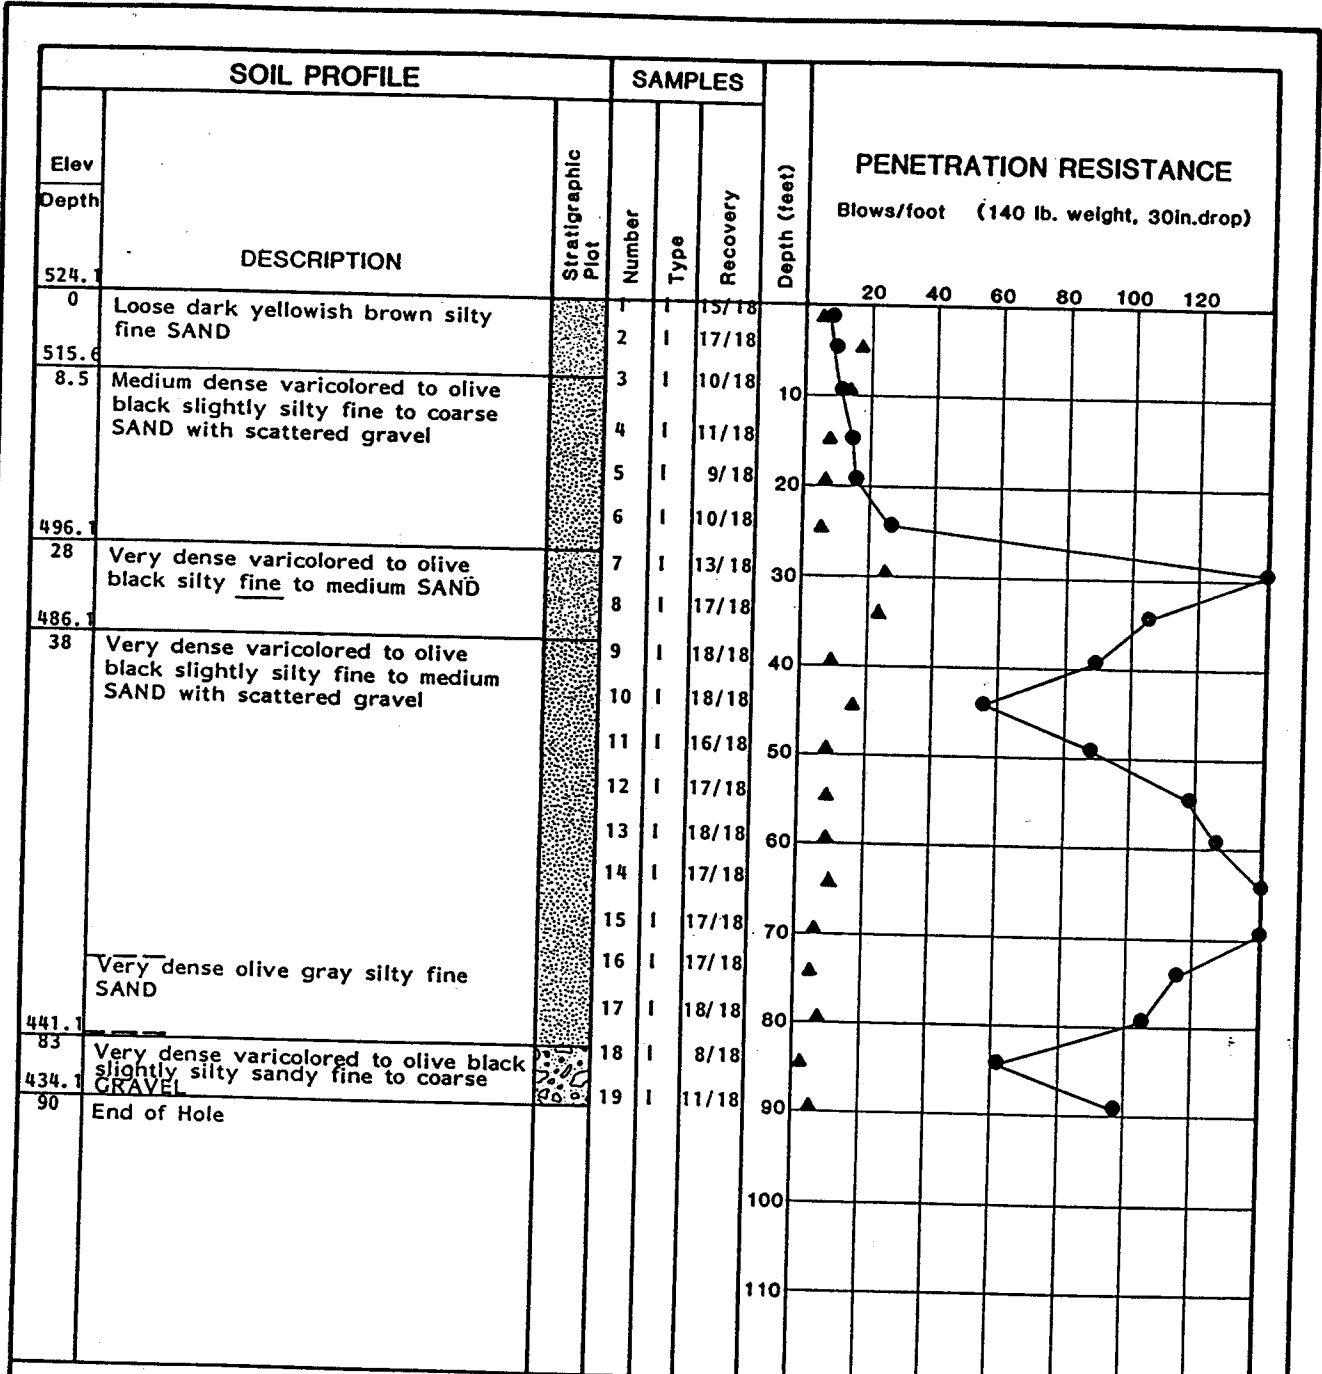 SOIL PROFILE
SAMPLES
Elev
Depth
DESCRIPTION
Stratigraphic
Plot
Number
Type
Recovery
Depth (feet)
PENETRATION RESISTANCE
Blows/foot (140 lb. weight, 30in.drop)
20 40 60 80 100 120
524.1
0
Loose dark yellowish brown silty
fine SAND
1 I 15/18
2 I 17/18
515.6
8.5
Medium dense varicolored to olive
black slightly silty fine to coarse
SAND with scattered gravel
3 I 10/18
10
4 I 11/18
5 I 9/18
20
6 I 10/18
496.1
28
Very dense varicolored to olive
black silty fine to medium SAND
7 I 13/18
30
8 I 17/18
486.1
38
Very dense varicolored to olive
black slightly silty fine to medium
SAND with scattered gravel
9 I 18/18
40
10 I 18/18
11 I 16/18
50
12 I 17/18
13 I 18/18
60
14 I 17/18
15 I 17/18
70
Very dense olive gray silty fine
SAND
16 I 17/18
17 I 18/18
80
441.1
83
Very dense varicolored to olive black
slightly silty sandy fine to coarse
GRAVEL
18 I 8/18
434.1
90
End of Hole
19 I 11/18
90
100
110